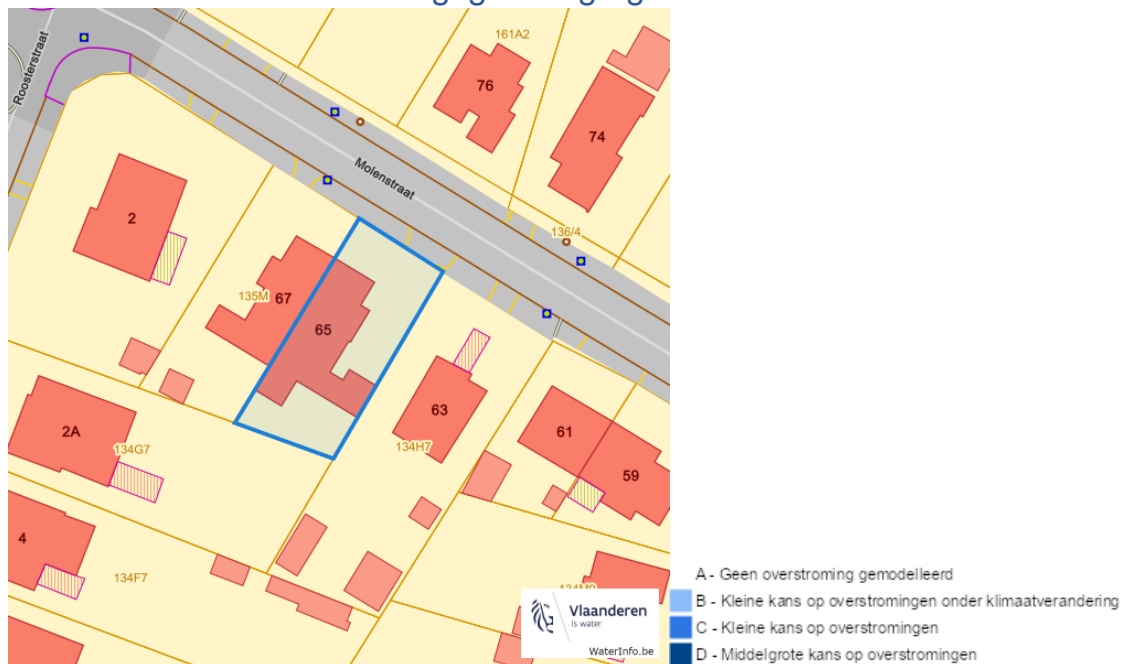 161A2
76
74
Roosterstraat
Molenstraat
2
136/4
135M
67
65
63
61
59
2A
134G7
134H7
4
134F7
Vlaanderen
is water
WaterInfo.be
A - Geen overstroming gemodelleerd
B - Kleine kans op overstromingen onder klimaatverandering
C - Kleine kans op overstromingen
D - Middelgrote kans op overstromingen